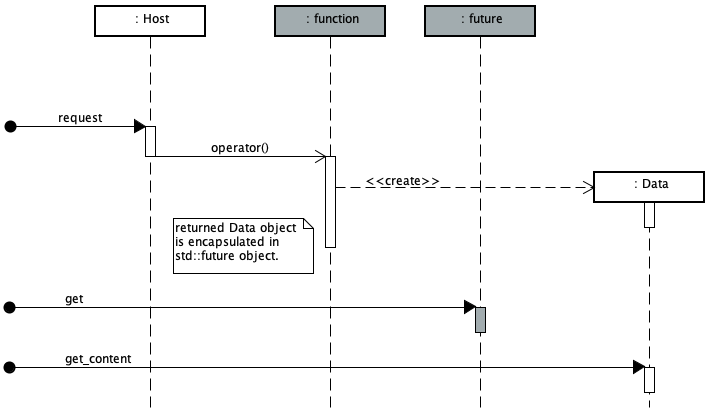 : Host
: function
: future
request
operator()
<<create>>
: Data
returned Data object
is encapsulated in
std::future object.
get
get_content